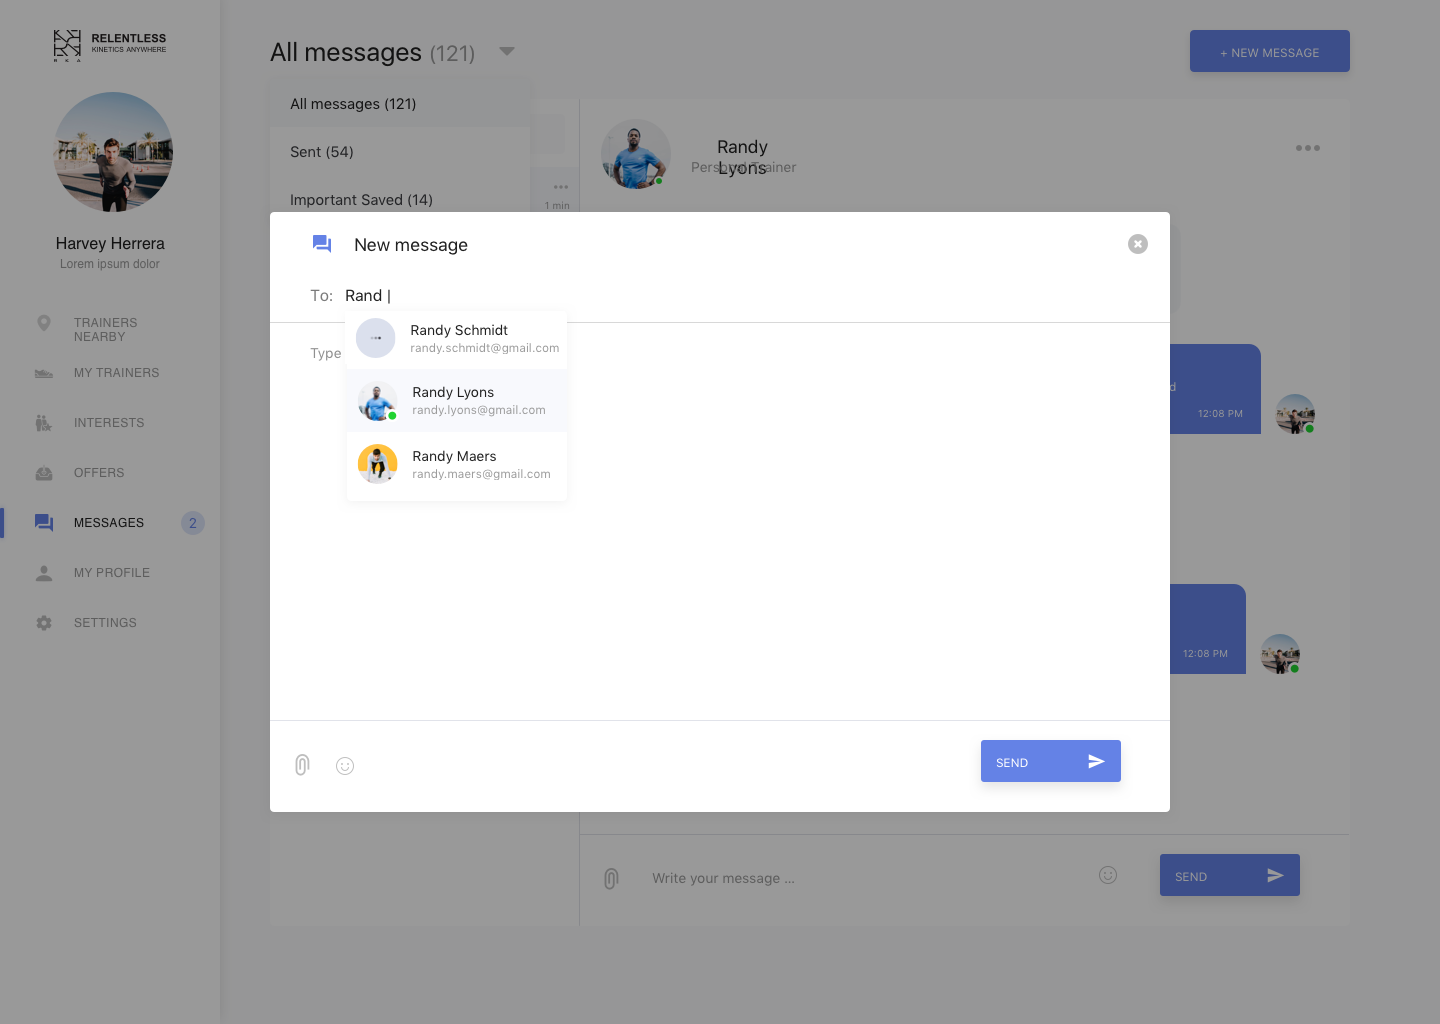 RELENTLESS
KINETICS ANYWHERE
R K A
Harvey Herrera
Lorem ipsum dolor
TRAINERS
NEARBY
MY TRAINERS
INTERESTS
OFFERS
MESSAGES 2
MY PROFILE
SETTINGS
All messages (121)
+ NEW MESSAGE
All messages (121)
Sent (54)
Important Saved (14)
1 min
Randy
Lyons
Personal Trainer
New message
To: Rand |
Randy Schmidt
randy.schmidt@gmail.com
Type
Randy Lyons
randy.lyons@gmail.com
Randy Maers
randy.maers@gmail.com
d
12:08 PM
12:08 PM
SEND
Write your message ...
SEND